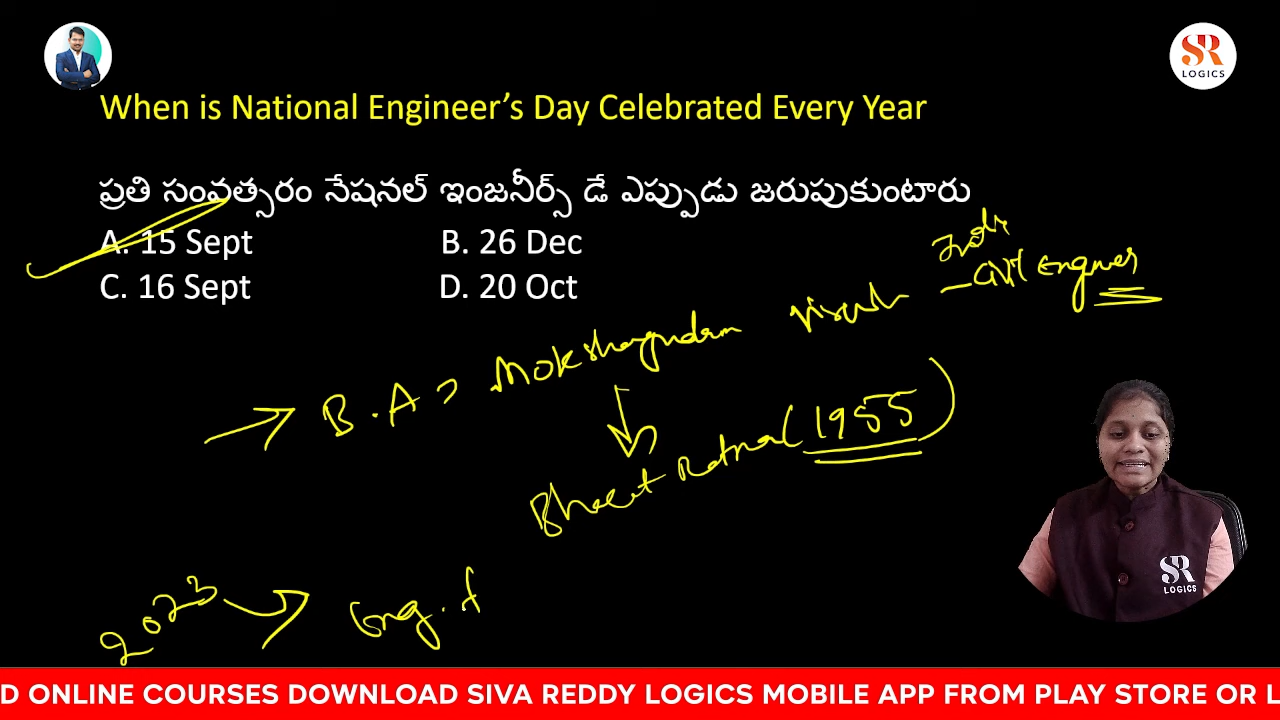 SR
LOGICS
When is National Engineer’s Day Celebrated Every Year
ప్రతి సంవత్సరం నేషనల్ ఇంజనీర్స్ డే ఎప్పుడు జరుపుకుంటారు
A. 15 Sept B. 26 Dec
C. 16 Sept D. 20 Oct
→ B.A > Mokshagundam – Civil Engineer
Bharat Ratna (1955)
2023 → Eng. f
SR
LOGICS
D ONLINE COURSES DOWNLOAD SIVA REDDY LOGICS MOBILE APP FROM PLAY STORE OR L